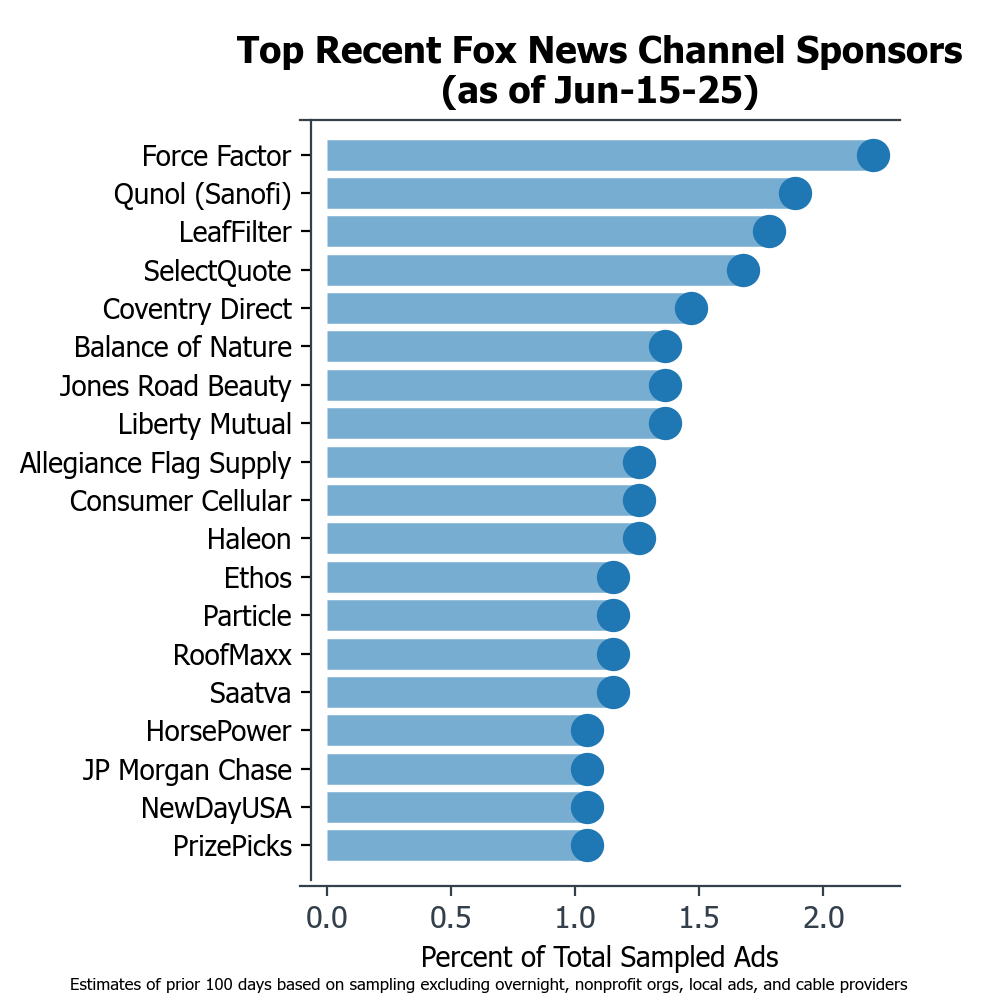 Top Recent Fox News Channel Sponsors
(as of Jun-15-25)
Force Factor
Qunol (Sanofi)
LeafFilter
SelectQuote
Coventry Direct
Balance of Nature
Jones Road Beauty
Liberty Mutual
Allegiance Flag Supply
Consumer Cellular
Haleon
Ethos
Particle
RoofMaxx
Saatva
HorsePower
JP Morgan Chase
NewDayUSA
PrizePicks
0.0 0.5 1.0 1.5 2.0
Percent of Total Sampled Ads
Estimates of prior 100 days based on sampling excluding overnight, nonprofit orgs, local ads, and cable providers